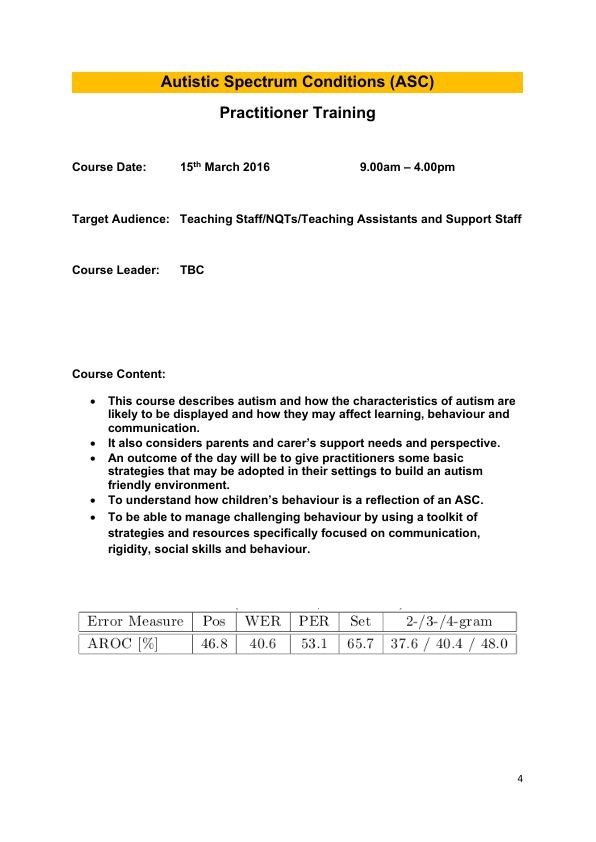 Autistic Spectrum Conditions (ASC)
Practitioner Training
Course Date: 15th March 2016 9.00am – 4.00pm
Target Audience: Teaching Staff/NQTs/Teaching Assistants and Support Staff
Course Leader: TBC
Course Content:
• This course describes autism and how the characteristics of autism are
likely to be displayed and how they may affect learning, behaviour and
communication.
• It also considers parents and carer’s support needs and perspective.
• An outcome of the day will be to give practitioners some basic
strategies that may be adopted in their settings to build an autism
friendly environment.
• To understand how children’s behaviour is a reflection of an ASC.
• To be able to manage challenging behaviour by using a toolkit of
strategies and resources specifically focused on communication,
rigidity, social skills and behaviour.
Error Measure Pos WER PER Set 2-/3-/4-gram
AROC [%] 46.8 40.6 53.1 65.7 37.6 / 40.4 / 48.0
4